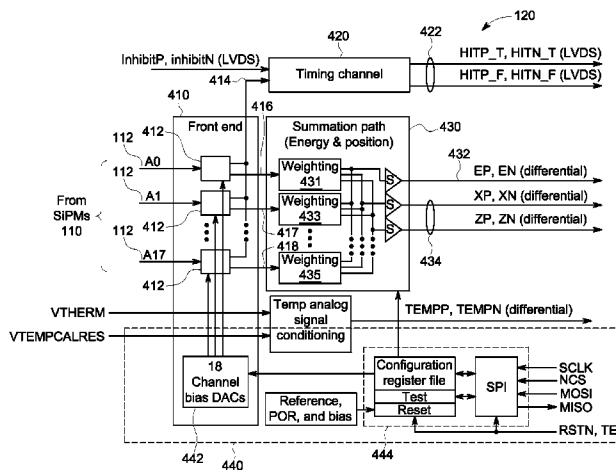 120
420
422
InhibitP, inhibitN (LVDS)
Timing channel
HITP_T, HITN_T (LVDS)
HITP_F, HITN_F (LVDS)
414
410
412
416
430
Front end
Summation path
(Energy & position)
112
A0
Weighting
431
S
432
EP, EN (differential)
112
A1
Weighting
433
S
XP, XN (differential)
From
SiPMs
110
412
417
S
ZP, ZN (differential)
112
418
434
A17
Weighting
435
412
VTHERM
Temp analog
signal
conditioning
TEMPP, TEMPN (differential)
VTEMPCALRES
18
Channel
bias DACs
Configuration
register file
Test
Reset
SPI
SCLK
NCS
MOSI
MISO
Reference,
POR, and bias
RSTN, TE
442
440
444